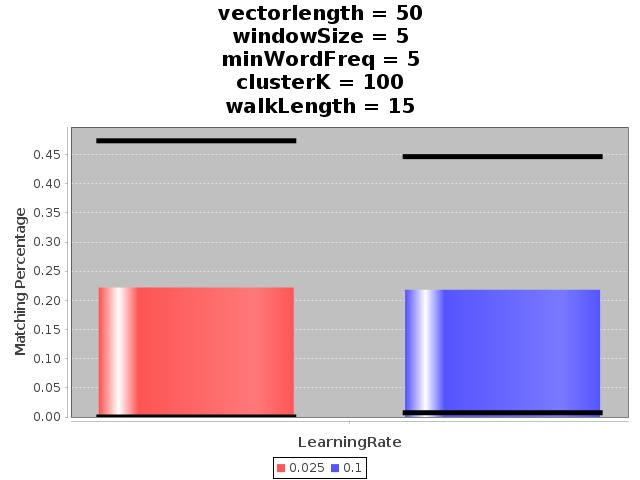 vectorlength = 50
windowSize = 5
minWordFreq = 5
clusterK = 100
walkLength = 15
Matching Percentage
0.45
0.40
0.35
0.30
0.25
0.20
0.15
0.10
0.05
0.00
LearningRate
0.025 0.1